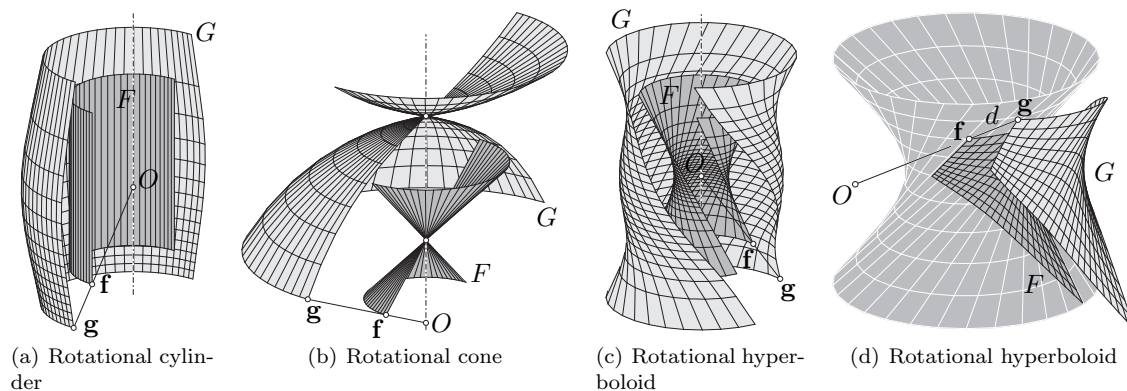 G
F
O
f
g
G
F
g
f
O
G
F
O
f
g
d
g
f
O
G
F
(a) Rotational cylin-
der
(b) Rotational cone
(c) Rotational hyper-
boloid
(d) Rotational hyperboloid